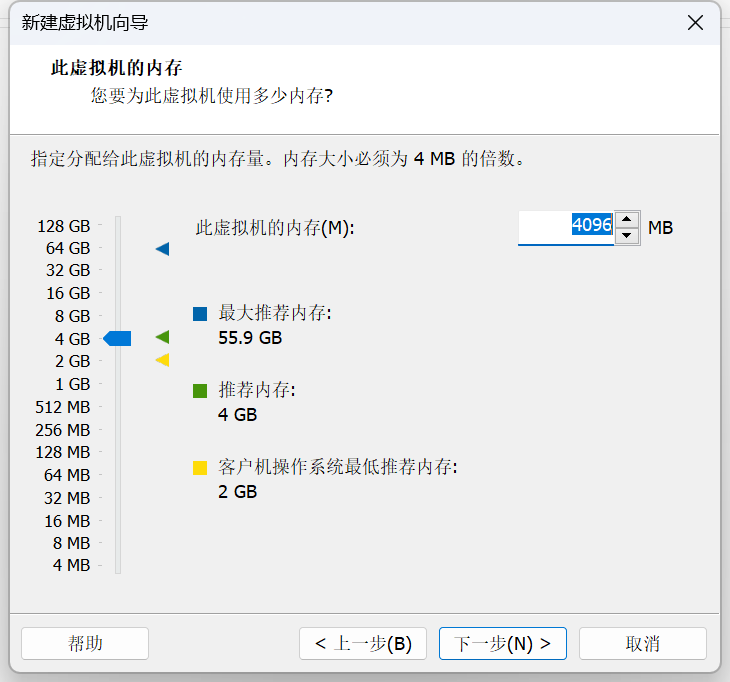 新建虚拟机向导
此虚拟机的内存
您要为此虚拟机使用多少内存?
指定分配给此虚拟机的内存量。内存大小必须为 4 MB 的倍数。
128 GB
64 GB
32 GB
16 GB
8 GB
4 GB
2 GB
1 GB
512 MB
256 MB
128 MB
64 MB
32 MB
16 MB
8 MB
4 MB
此虚拟机的内存(M): 4096 MB
最大推荐内存:
55.9 GB
推荐内存:
4 GB
客户机操作系统最低推荐内存:
2 GB
帮助 < 上一步(B) 下一步(N) > 取消